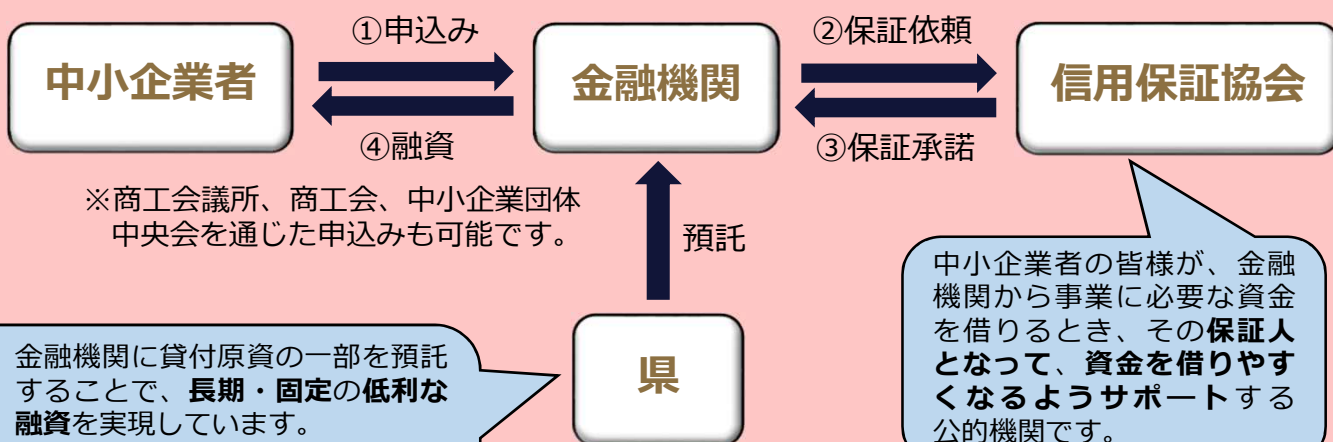 ①申込み
②保証依頼
中小企業者
金融機関
信用保証協会
④融資
③保証承諾
※商工会議所、商工会、中小企業団体
中央会を通じた申込みも可能です。
預託
中小企業者の皆様が、金融
機関から事業に必要な資金
を借りるとき、その保証人
となって、資金を借りやす
くなるようサポートする
公的機関です。
金融機関に貸付原資の一部を預託
することで、長期・固定の低利な
融資を実現しています。
県